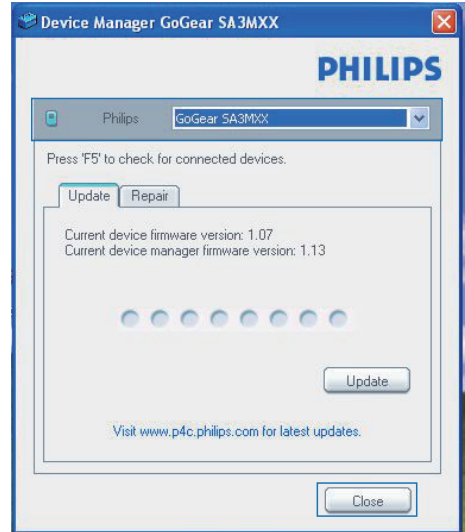 Device Manager GoGear SA3MXX
PHILIPS
Philips GoGear SA3MXX
Press 'F5' to check for connected devices.
Update Repair
Current device firmware version: 1.07
Current device manager firmware version: 1.13
Update
Visit www.p4c.philips.com for latest updates.
Close